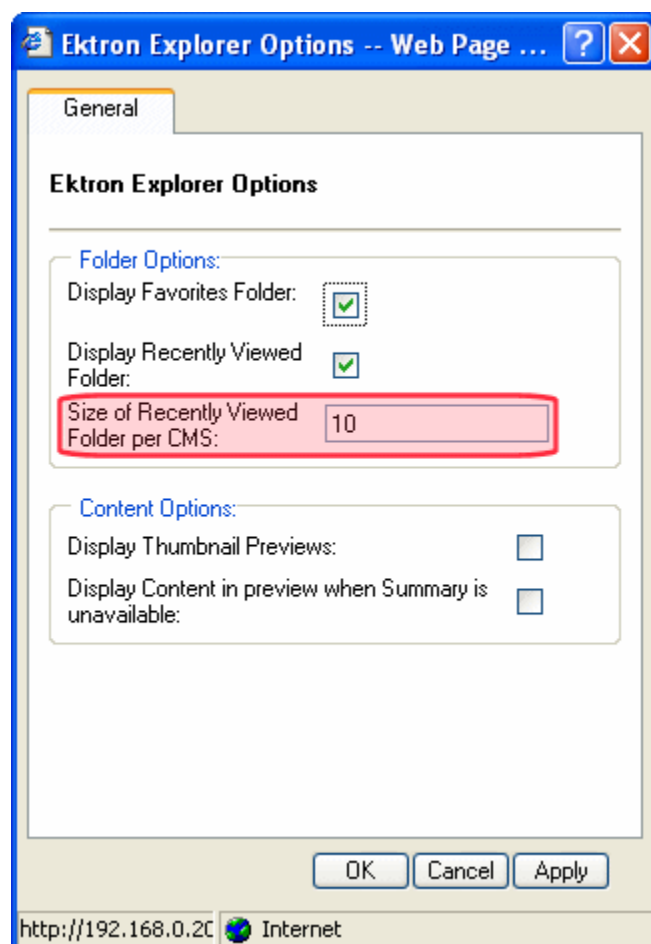 Ektron Explorer Options -- Web Page ...
General
Ektron Explorer Options
Folder Options:
Display Favorites Folder:
Display Recently Viewed
Folder:
Size of Recently Viewed
Folder per CMS:
10
Content Options:
Display Thumbnail Previews:
Display Content in preview when Summary is
unavailable:
OK Cancel Apply
http://192.168.0.20 Internet